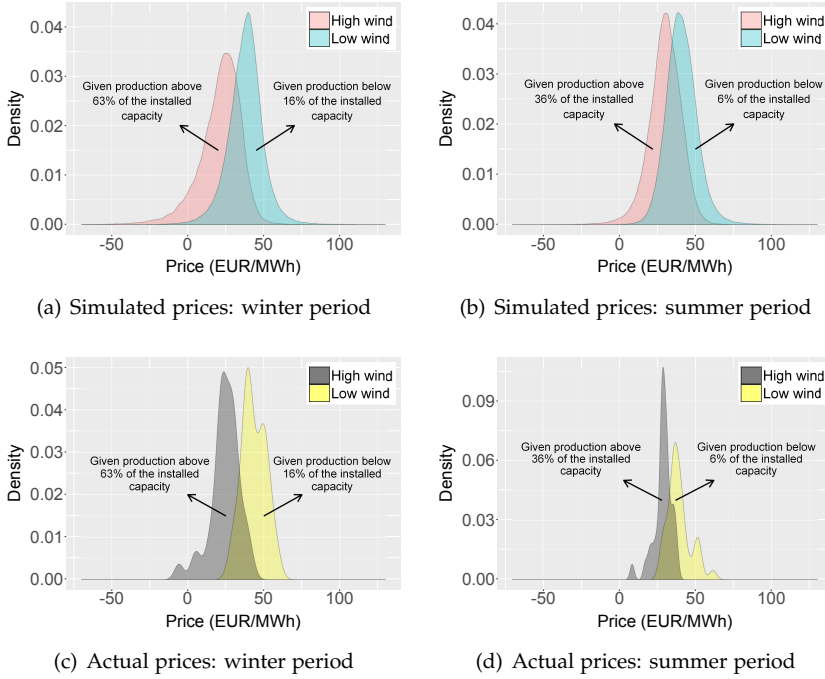 High wind
Low wind
Given production above
63% of the installed
capacity
Given production below
16% of the installed
capacity
Density
0.04
0.03
0.02
0.01
0.00
-50
0
50
100
Price (EUR/MWh)
(a) Simulated prices: winter period
High wind
Low wind
Given production above
36% of the installed
capacity
Given production below
6% of the installed
capacity
Density
0.04
0.03
0.02
0.01
0.00
-50
0
50
100
Price (EUR/MWh)
(b) Simulated prices: summer period
High wind
Low wind
Given production above
63% of the installed
capacity
Given production below
16% of the installed
capacity
Density
0.05
0.04
0.03
0.02
0.01
0.00
-50
0
50
100
Price (EUR/MWh)
(c) Actual prices: winter period
High wind
Low wind
Given production above
36% of the installed
capacity
Given production below
6% of the installed
capacity
Density
0.09
0.06
0.03
0.00
-50
0
50
100
Price (EUR/MWh)
(d) Actual prices: summer period